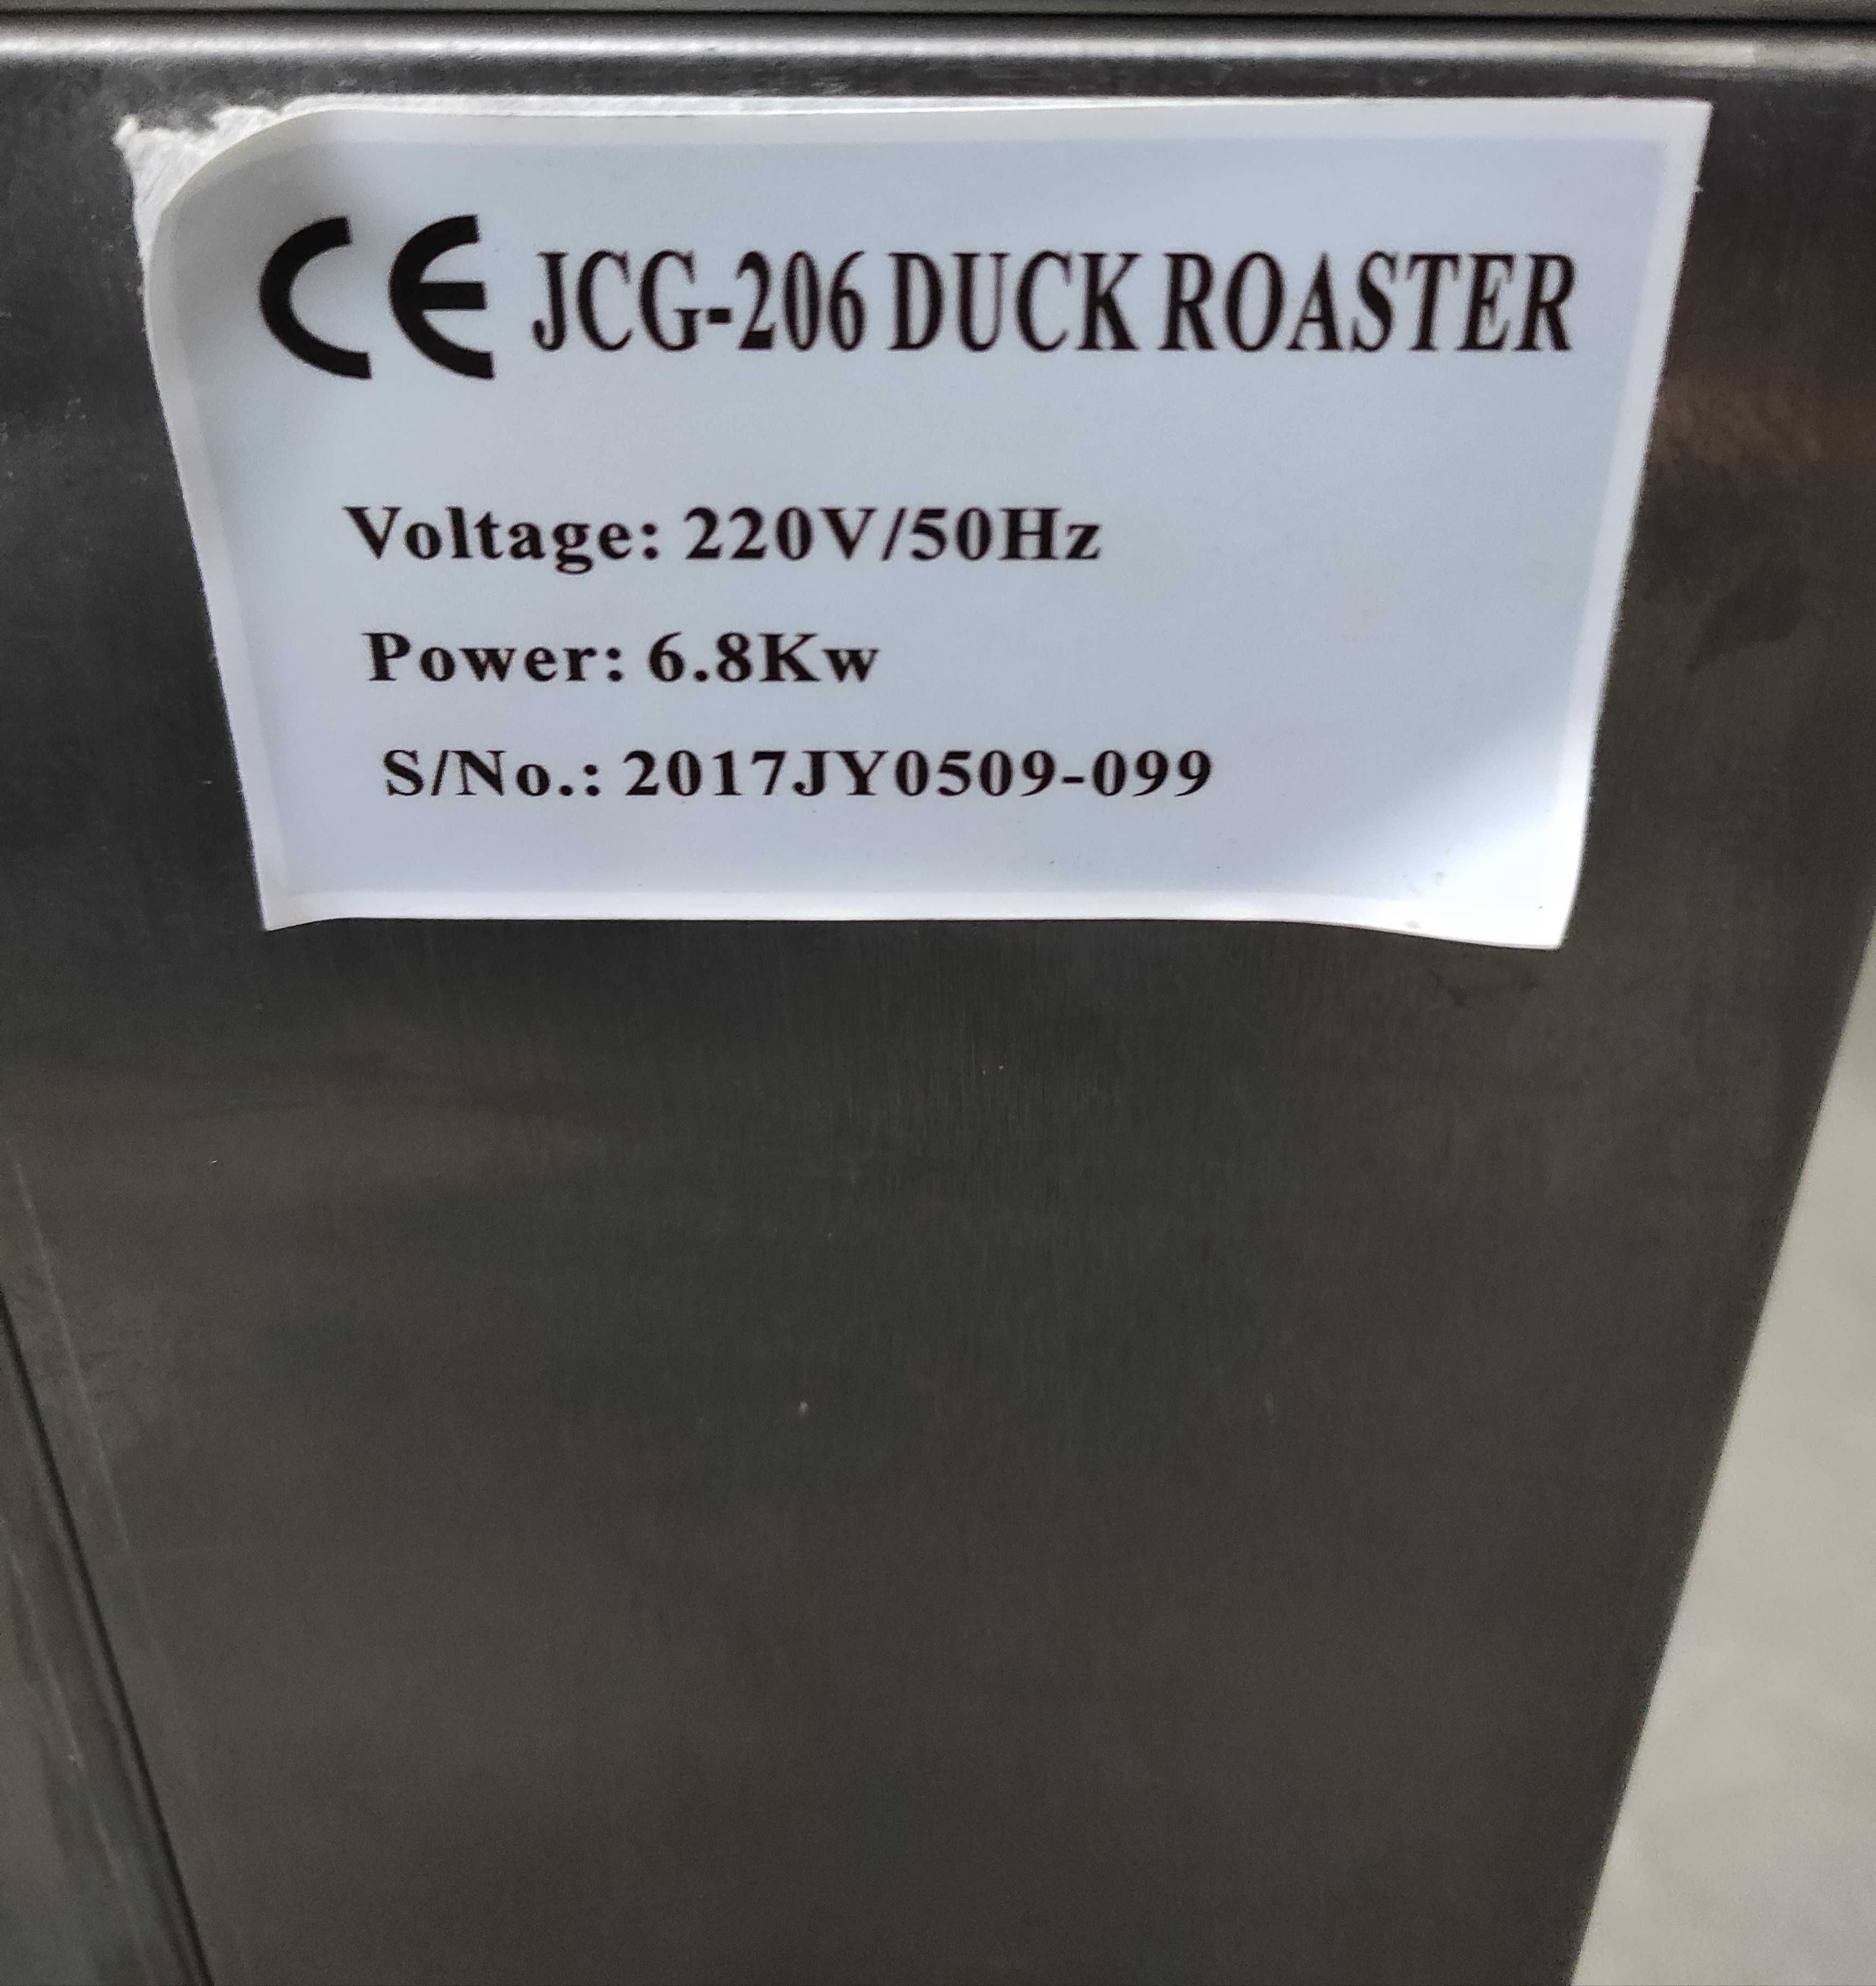 CE JCG-206 DUCK ROASTER
Voltage: 220V/50Hz
Power: 6.8Kw
S/No.: 2017JY0509-099